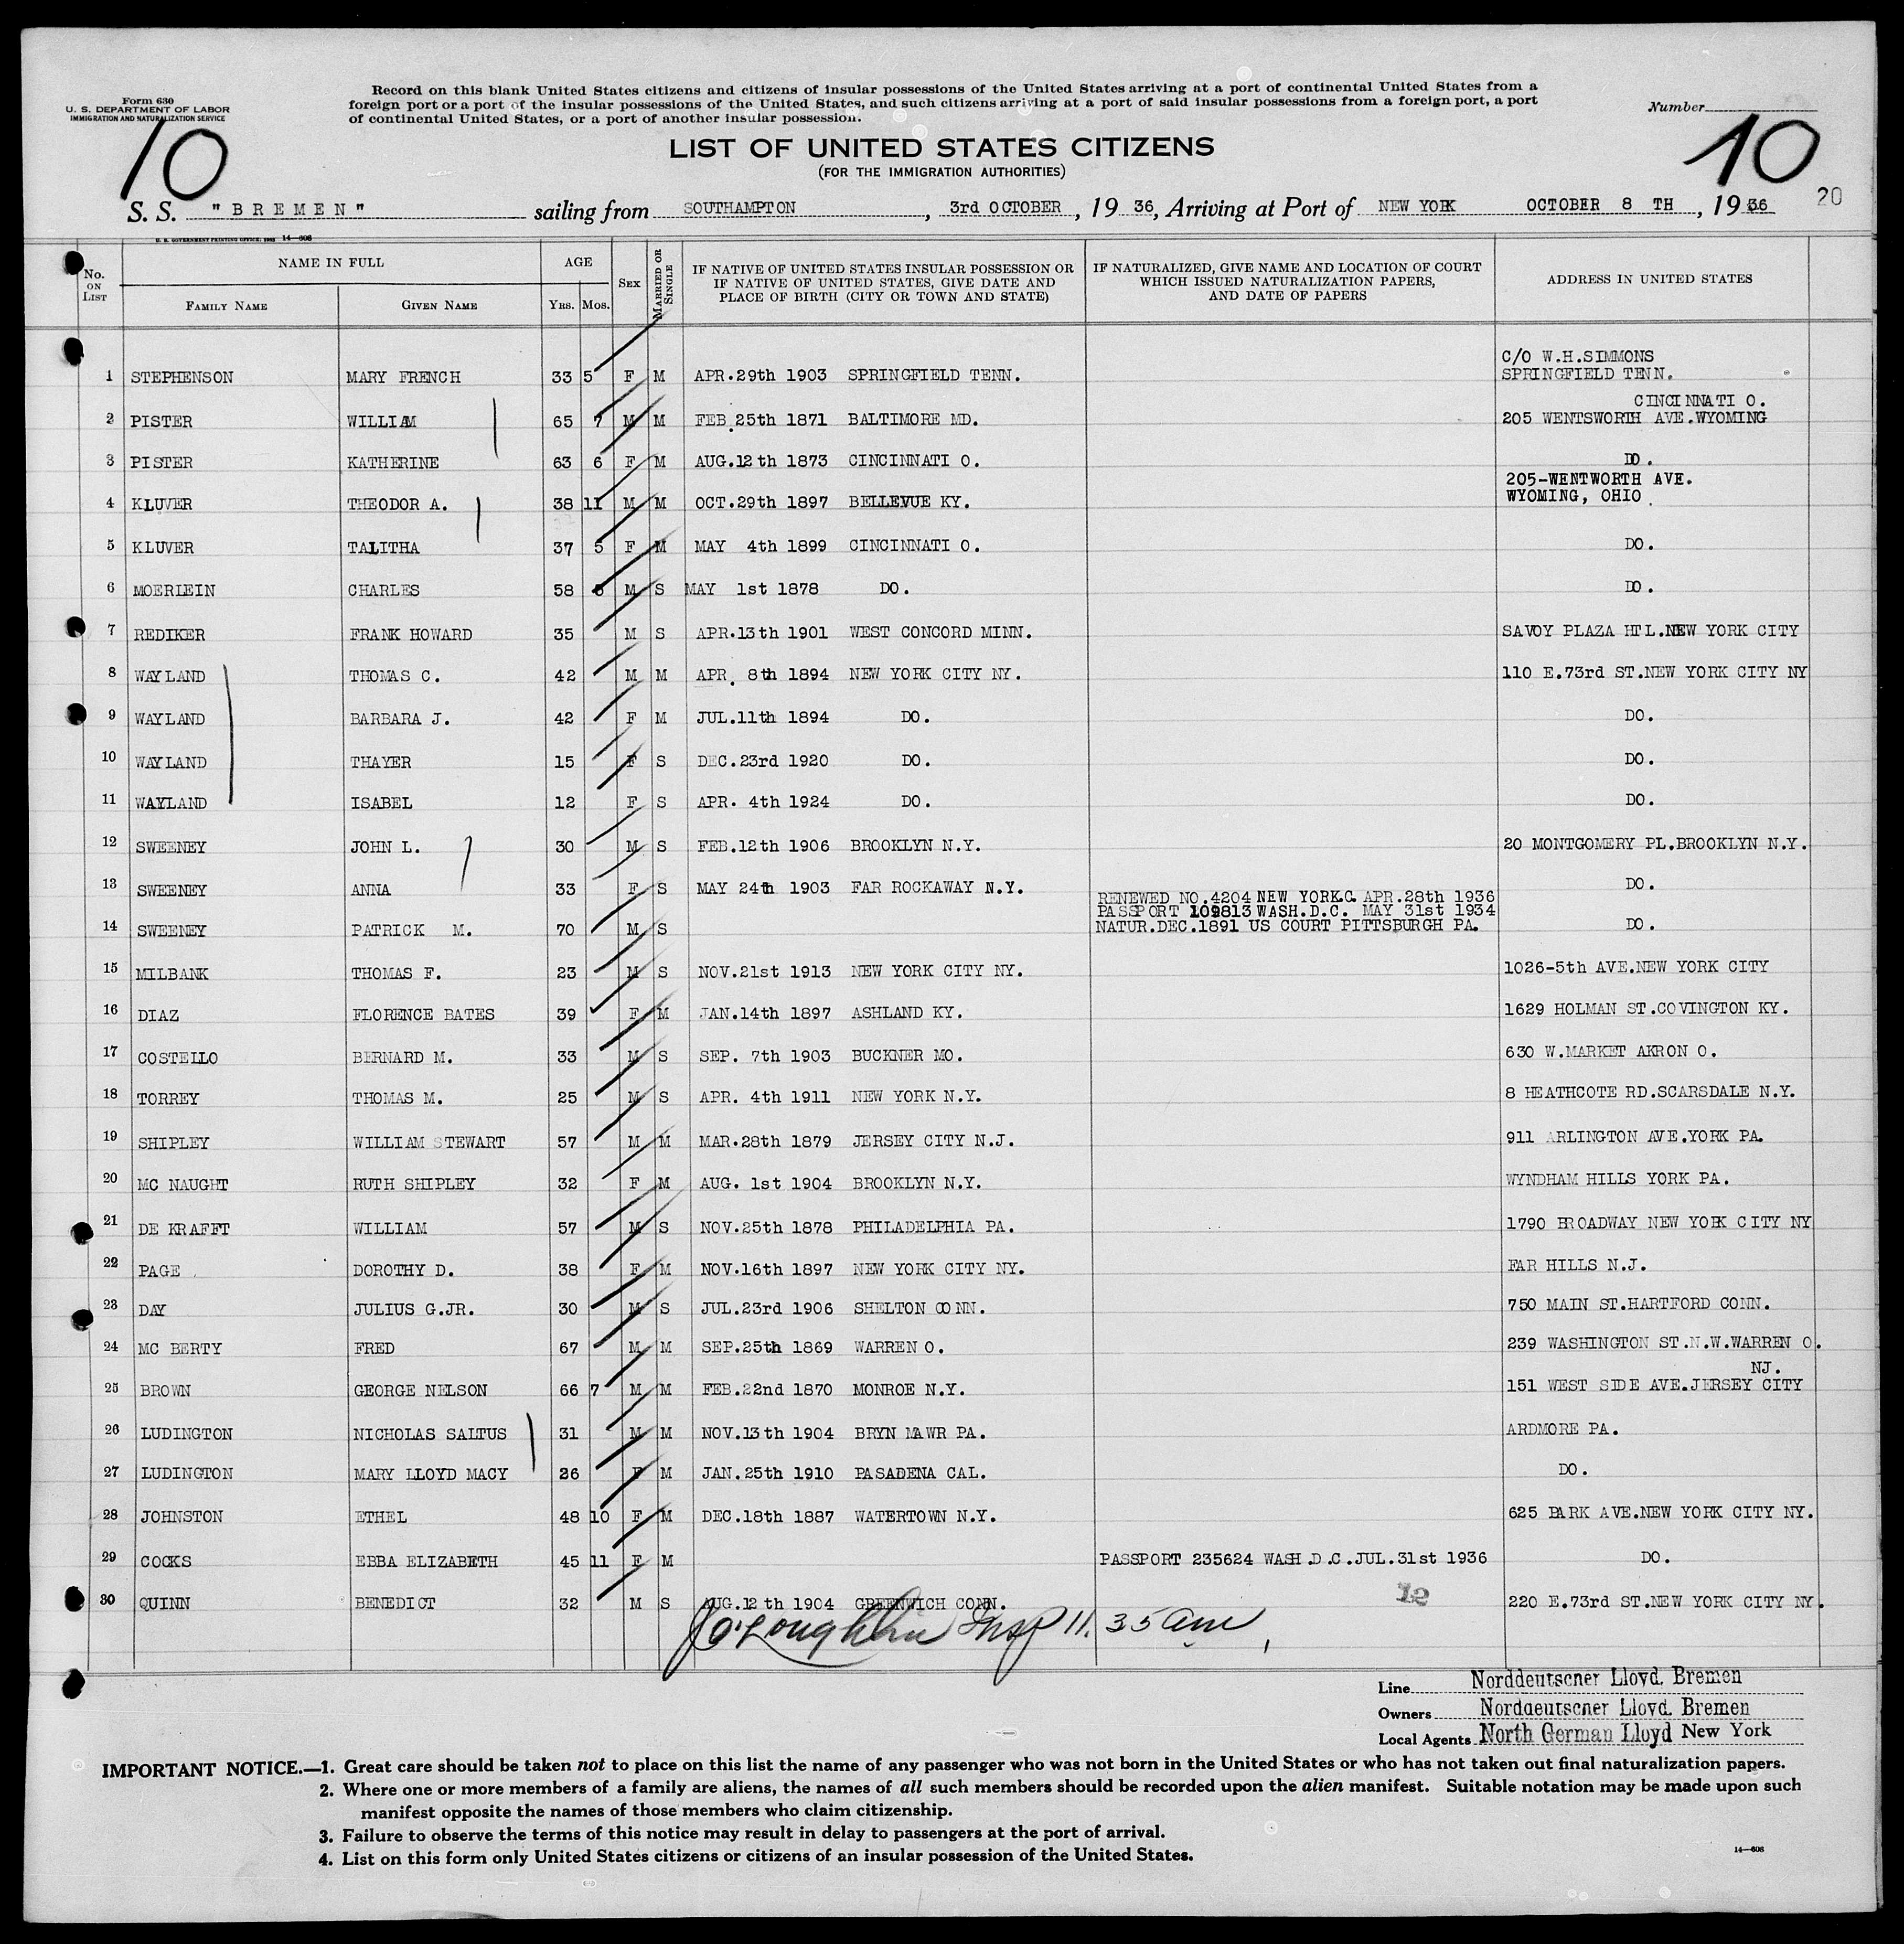 Form 630
U. S. DEPARTMENT OF LABOR
IMMIGRATION AND NATURALIZATION SERVICE
Record on this blank United States citizens and citizens of insular possessions of the United States arriving at a port of continental United States from a
foreign port or a port of the insular possessions of the United States, and such citizens arriving at a port of said insular possessions from a foreign port, a port
of continental United States, or a port of another insular possession.
Number
10
10
LIST OF UNITED STATES CITIZENS
(FOR THE IMMIGRATION AUTHORITIES)
20
S. S. "BREMEN" sailing from SOUTHAMPTON, 3rd OCTOBER, 19 36, Arriving at Port of NEW YORK OCTOBER 8 TH, 19 36
U. S. GOVERNMENT PRINTING OFFICE: 14—608
No. ON LIST NAME IN FULL AGE SEX MARRIED OR SINGLE IF NATIVE OF UNITED STATES INSULAR POSSESSION OR IF NATIVE OF UNITED STATES, GIVE DATE AND PLACE OF BIRTH (CITY OR TOWN AND STATE) IF NATURALIZED, GIVE NAME AND LOCATION OF COURT WHICH ISSUED NATURALIZATION PAPERS, AND DATE OF PAPERS ADDRESS IN UNITED STATES
FAMILY NAME GIVEN NAME YRS. MOS.
C/O W.H.SIMMONS
1 STEPHENSON MARY FRENCH 33 5 F M APR.29th 1903 SPRINGFIELD TENN. SPRINGFIELD TENN.
CINCINNATI O.
2 PISTER WILLIAM 65 7 M M FEB.25th 1871 BALTIMORE MD. 205 WENTSWORTH AVE.WYOMING
3 PISTER KATHERINE 63 6 F M AUG.12th 1873 CINCINNATI O. DO.
205-WENTWORTH AVE.
4 KLUVER THEODOR A. 38 11 M M OCT.29th 1897 BELLEVUE KY. WYOMING, OHIO.
5 KLUVER TALITHA 37 5 F M MAY 4th 1899 CINCINNATI O. DO.
6 MOERLEIN CHARLES 58 5 M S MAY 1st 1878 DO. DO.
7 REDIKER FRANK HOWARD 35 M S APR.13th 1901 WEST CONCORD MINN. SAVOY PLAZA HTL.NEW YORK CITY
8 WAYLAND THOMAS C. 42 M M APR. 8th 1894 NEW YORK CITY NY. 110 E.73rd ST.NEW YORK CITY NY
9 WAYLAND BARBARA J. 42 F M JUL.11th 1894 DO. DO.
10 WAYLAND THAYER 15 F S DEC.23rd 1920 DO. DO.
11 WAYLAND ISABEL 12 F S APR. 4th 1924 DO. DO.
12 SWEENEY JOHN L. 30 M S FEB.12th 1906 BROOKLYN N.Y. 20 MONTGOMERY PL.BROOKLYN N.Y.
13 SWEENEY ANNA 33 F S MAY 24th 1903 FAR ROCKAWAY N.Y. DO.
RENEWED NO.4204 NEW YORK.C. APR.28th 1936
PASSPORT 109813 WASH.D.C. MAY 31st 1934
14 SWEENEY PATRICK M. 70 M S NATUR.DEC.1891 US COURT PITTSBURGH PA. DO.
15 MILBANK THOMAS F. 23 M S NOV.21st 1913 NEW YORK CITY NY. 1026-5th AVE.NEW YORK CITY
16 DIAZ FLORENCE BATES 39 F M JAN.14th 1897 ASHLAND KY. 1629 HOLMAN ST.COVINGTON KY.
17 COSTELLO BERNARD M. 33 M S SEP. 7th 1903 BUCKNER MO. 630 W.MARKET AKRON O.
18 TORREY THOMAS M. 25 M S APR. 4th 1911 NEW YORK N.Y. 8 HEATHCOTE RD.SCARSDALE N.Y.
19 SHIPLEY WILLIAM STEWART 57 M M MAR.28th 1879 JERSEY CITY N.J. 911 ARLINGTON AVE.YORK PA.
20 MC NAUGHT RUTH SHIPLEY 32 F M AUG. 1st 1904 BROOKLYN N.Y. WYNDHAM HILLS YORK PA.
21 DE KRAFFT WILLIAM 57 M S NOV.25th 1878 PHILADELPHIA PA. 1790 BROADWAY NEW YORK CITY NY
22 PAGE DOROTHY D. 38 F M NOV.16th 1897 NEW YORK CITY NY. FAR HILLS N.J.
23 DAY JULIUS G.JR. 30 M S JUL.23rd 1906 SHELTON CONN. 750 MAIN ST.HARTFORD CONN.
24 MC BERTY FRED 67 M M SEP.25th 1869 WARREN O. 239 WASHINGTON ST.N.W.WARREN O.
NJ.
25 BROWN GEORGE NELSON 66 7 M M FEB.22nd 1870 MONROE N.Y. 151 WEST SIDE AVE.JERSEY CITY
26 LUDINGTON NICHOLAS SALTUS 31 M M NOV.13th 1904 BRYN MAWR PA. ARDMORE PA.
27 LUDINGTON MARY LLOYD MACY 26 F M JAN.25th 1910 PASADENA CAL. DO.
28 JOHNSTON ETHEL 48 10 F M DEC.18th 1887 WATERTOWN N.Y. 625 PARK AVE.NEW YORK CITY NY.
29 COCKS EBBA ELIZABETH 45 11 F M PASSPORT 235624 WASH.D.C.JUL.31st 1936 DO.
12
30 QUINN BENEDICT 32 M S AUG.12th 1904 GREENWICH CONN. 220 E.73rd ST.NEW YORK CITY NY.
J O'Loughlin Insp 11.35 am
Line Norddeutscher Lloyd, Bremen
Owners Norddeutscher Lloyd, Bremen
Local Agents North German Lloyd New York
IMPORTANT NOTICE.—1. Great care should be taken not to place on this list the name of any passenger who was not born in the United States or who has not taken out final naturalization papers.
2. Where one or more members of a family are aliens, the names of all such members should be recorded upon the alien manifest. Suitable notation may be made upon such
manifest opposite the names of those members who claim citizenship.
3. Failure to observe the terms of this notice may result in delay to passengers at the port of arrival.
4. List on this form only United States citizens or citizens of an insular possession of the United States.
14—608